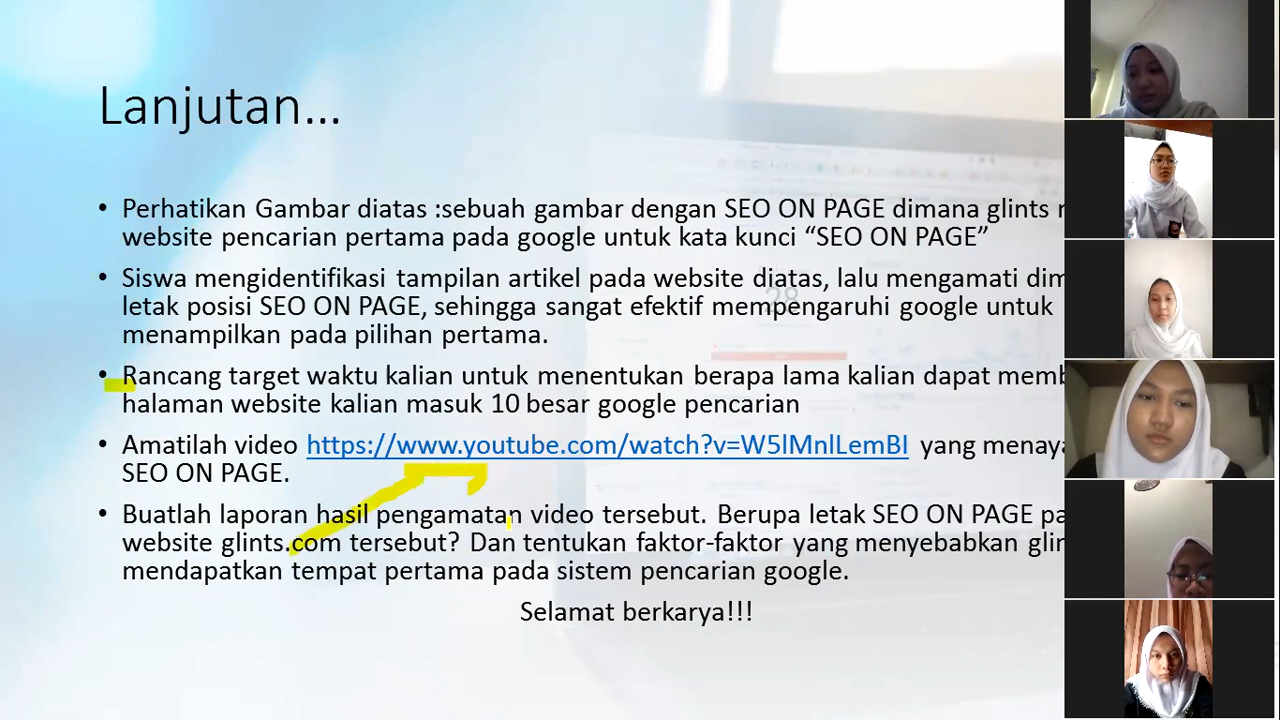 Lanjutan...
• Perhatikan Gambar diatas :sebuah gambar dengan SEO ON PAGE dimana glints
website pencarian pertama pada google untuk kata kunci “SEO ON PAGE”
• Siswa mengidentifikasi tampilan artikel pada website diatas, lalu mengamati
letak posisi SEO ON PAGE, sehingga sangat efektif mempengaruhi google untuk
menampilkan pada pilihan pertama.
• Rancang target waktu kalian untuk menentukan berapa lama kalian dapat
halaman website kalian masuk 10 besar google pencarian
• Amatilah video https://www.youtube.com/watch?v=W5lMnlLemBI yang
SEO ON PAGE.
• Buatlah laporan hasil pengamatan video tersebut. Berupa letak SEO ON PAGE
website glints.com tersebut? Dan tentukan faktor-faktor yang menyebabkan
mendapatkan tempat pertama pada sistem pencarian google.
Selamat berkarya!!!